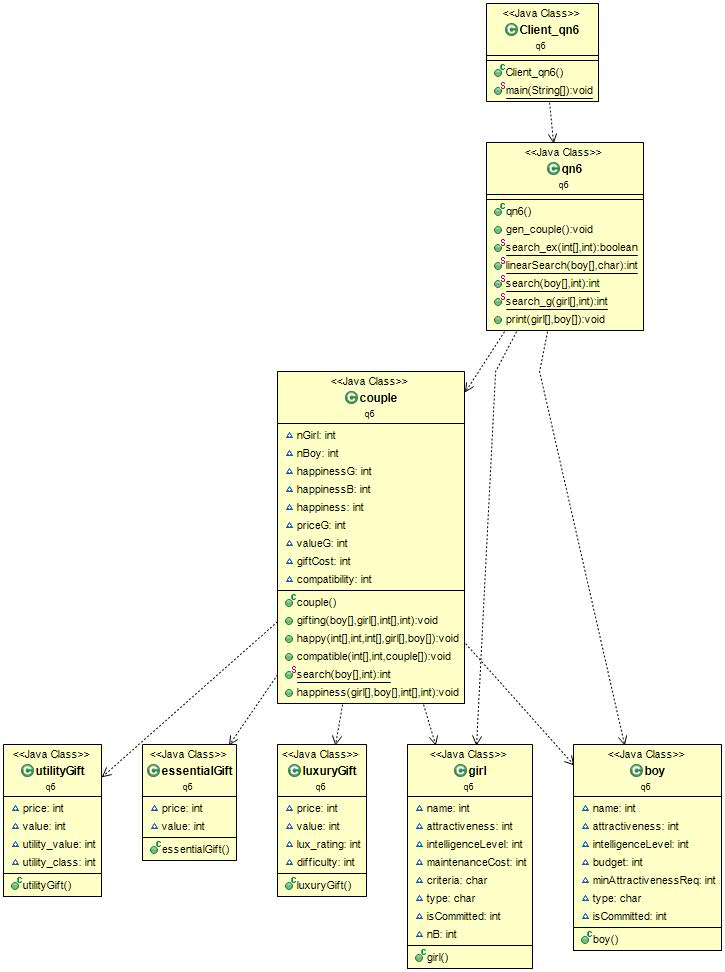 <<Java Class>>
Client_qn6
q6
Client_qn6()
main(String[]):void
<<Java Class>>
qn6
q6
qn6()
gen_couple():void
search_ex(int[],int):boolean
linearSearch(boy[],char):int
search(boy[],int):int
search_g(girl[],int):int
print(girl[],boy[]):void
<<Java Class>>
couple
q6
nGirl: int
nBoy: int
happinessG: int
happinessB: int
happiness: int
priceG: int
valueG: int
giftCost: int
compatibility: int
couple()
gifting(boy[],girl[],int[],int):void
happy(int[],int,int[],girl[],boy[]):void
compatible(int[],int,couple[]):void
search(boy[],int):int
happiness(girl[],boy[],int[],int):void
<<Java Class>>
utilityGift
q6
price: int
value: int
utility_value: int
utility_class: int
utilityGift()
<<Java Class>>
essentialGift
q6
price: int
value: int
essentialGift()
<<Java Class>>
luxuryGift
q6
price: int
value: int
lux_rating: int
difficulty: int
luxuryGift()
<<Java Class>>
girl
q6
name: int
attractiveness: int
intelligenceLevel: int
maintenanceCost: int
criteria: char
type: char
isCommitted: int
nB: int
girl()
<<Java Class>>
boy
q6
name: int
attractiveness: int
intelligenceLevel: int
budget: int
minAttractivenessReq: int
type: char
isCommitted: int
boy()